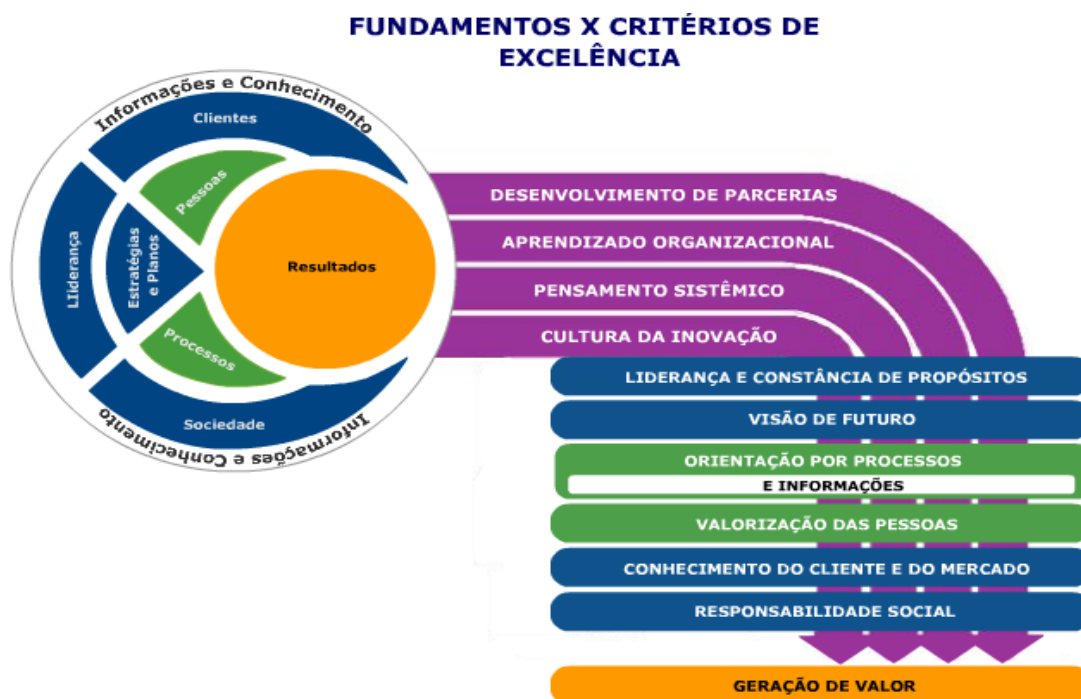 FUNDAMENTOS X CRITÉRIOS DE
EXCELÊNCIA
Informações e Conhecimento
Clientes
Pessoas
LIiderança
Estratégias
e Planos
Resultados
Processos
Sociedade
Informações e Conhecimento
DESENVOLVIMENTO DE PARCERIAS
APRENDIZADO ORGANIZACIONAL
PENSAMENTO SISTÊMICO
CULTURA DA INOVAÇÃO
LIDERANÇA E CONSTÂNCIA DE PROPÓSITOS
VISÃO DE FUTURO
ORIENTAÇÃO POR PROCESSOS
E INFORMAÇÕES
VALORIZAÇÃO DAS PESSOAS
CONHECIMENTO DO CLIENTE E DO MERCADO
RESPONSABILIDADE SOCIAL
GERAÇÃO DE VALOR